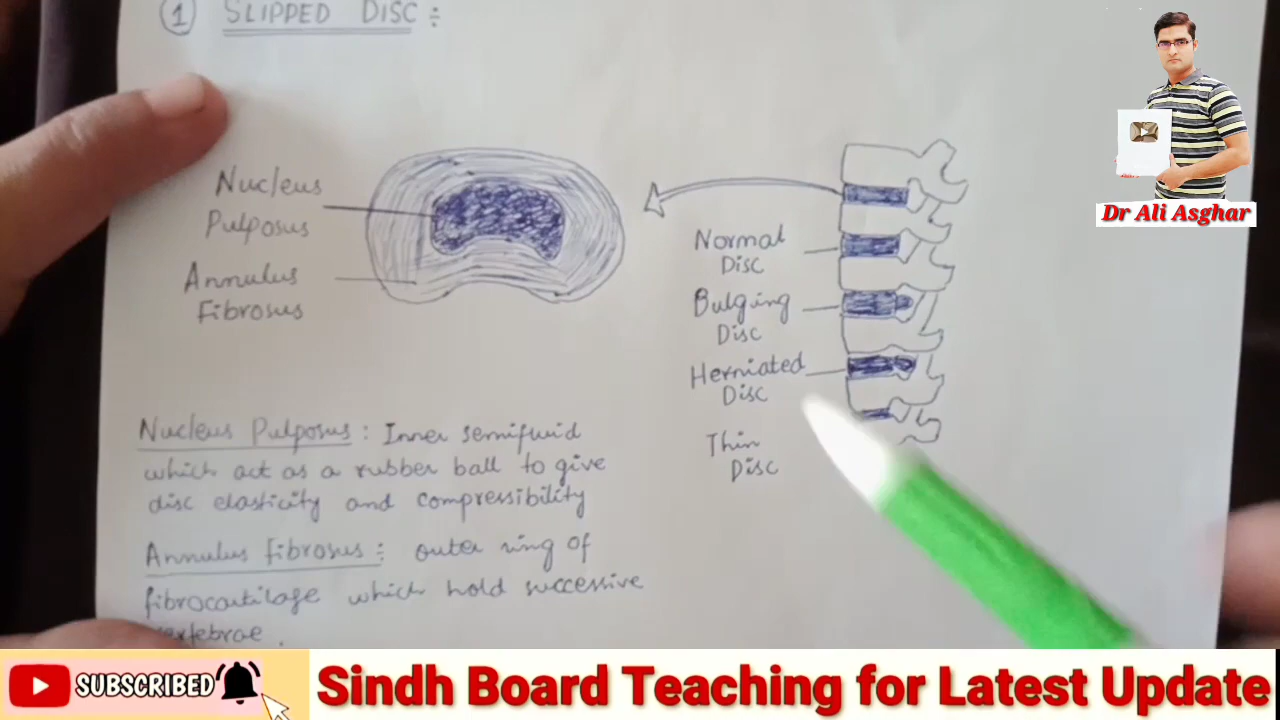 1 SLIPPED DISC ÷
Nucleus
Pulposus
Annulus
Fibrosus
Normal
Disc
Bulging
Disc
Herniated
Disc
Thin
Disc
Nucleus Pulposus : Inner semifluid
which act as a rubber ball to give
disc elasticity and compressibility
Annulus fibrosus ÷ outer ring of
fibrocartilage which hold successive
vertebrae.
Dr Ali Asghar
SUBSCRIBED
Sindh Board Teaching for Latest Update